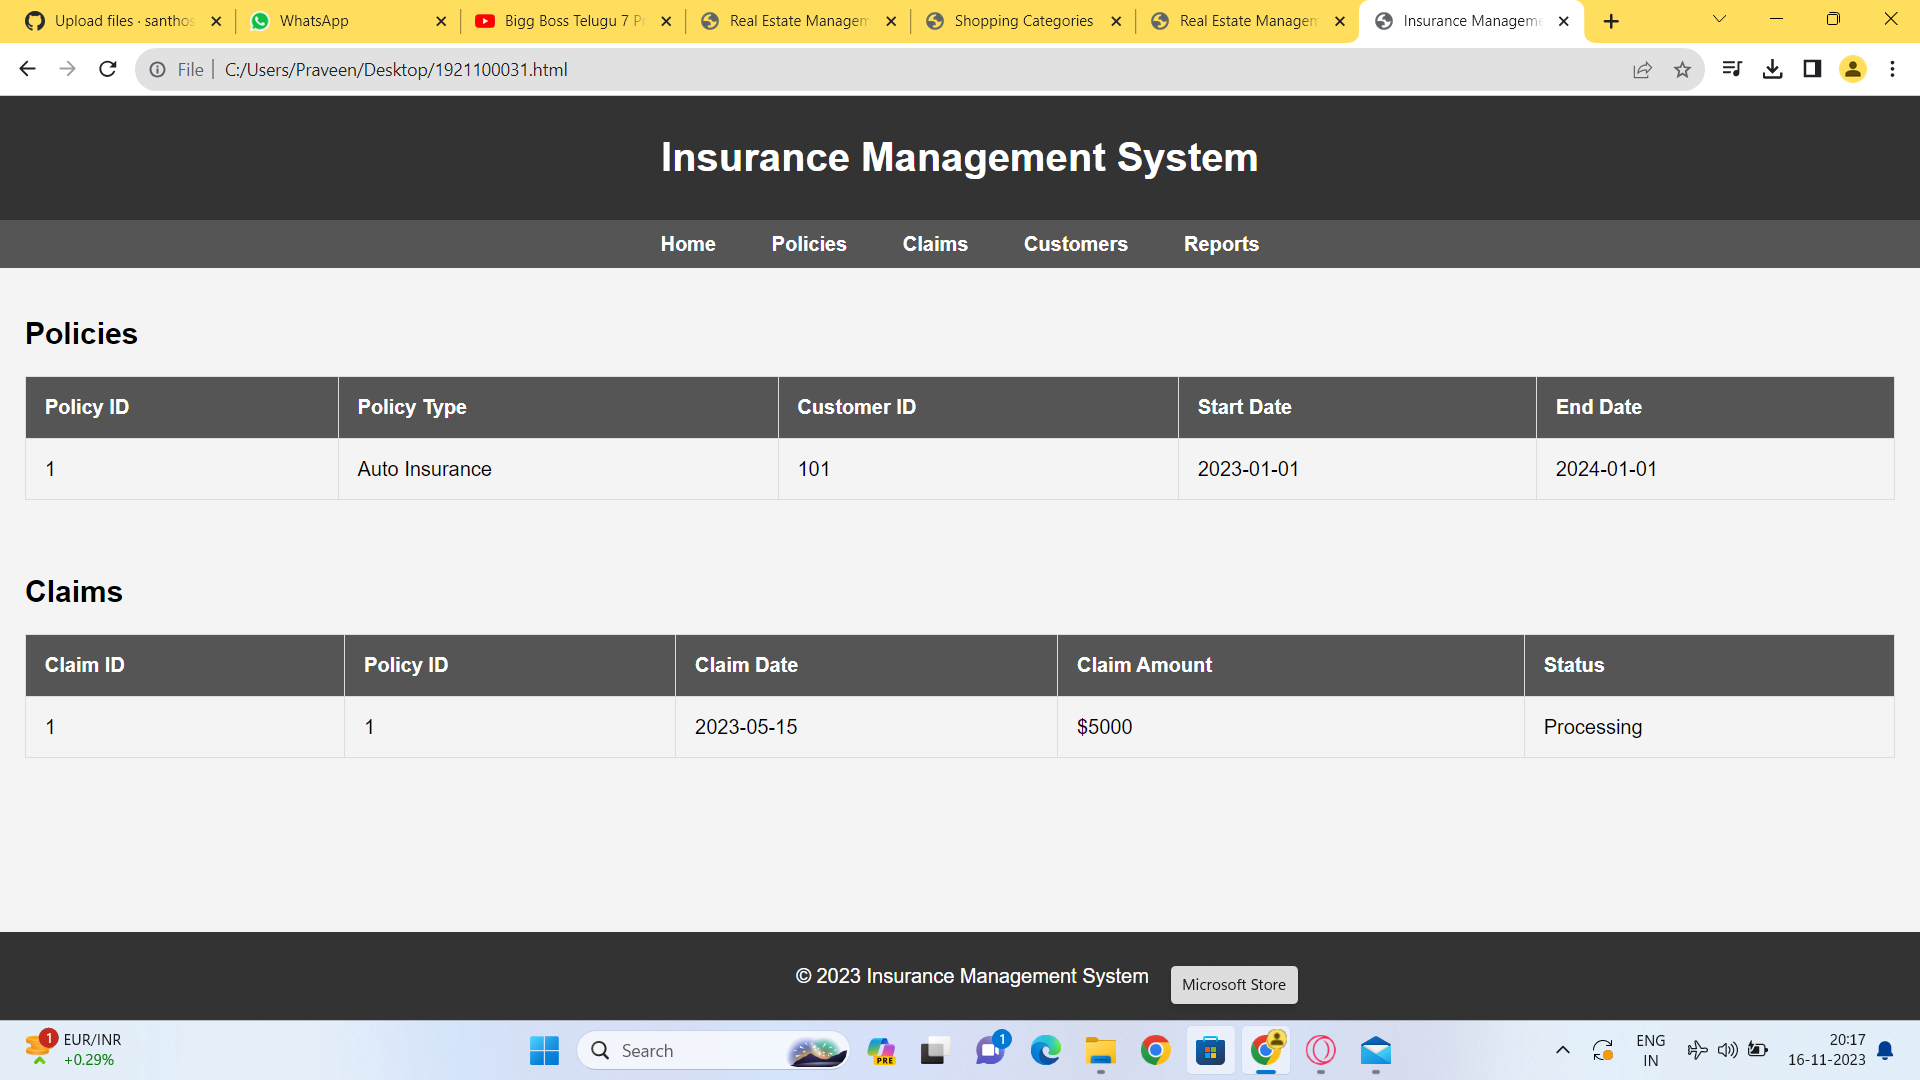 Upload files · santhos
WhatsApp
Bigg Boss Telugu 7 P
Real Estate Managem
Shopping Categories
Real Estate Managem
Insurance Manageme
File
C:/Users/Praveen/Desktop/1921100031.html
Insurance Management System
Home Policies Claims Customers Reports
Policies
Policy ID Policy Type Customer ID Start Date End Date
1 Auto Insurance 101 2023-01-01 2024-01-01
Claims
Claim ID Policy ID Claim Date Claim Amount Status
1 1 2023-05-15 $5000 Processing
© 2023 Insurance Management System
Microsoft Store
1
EUR/INR
+0.29%
Search
PRE
1
ENG
IN
20:17
16-11-2023